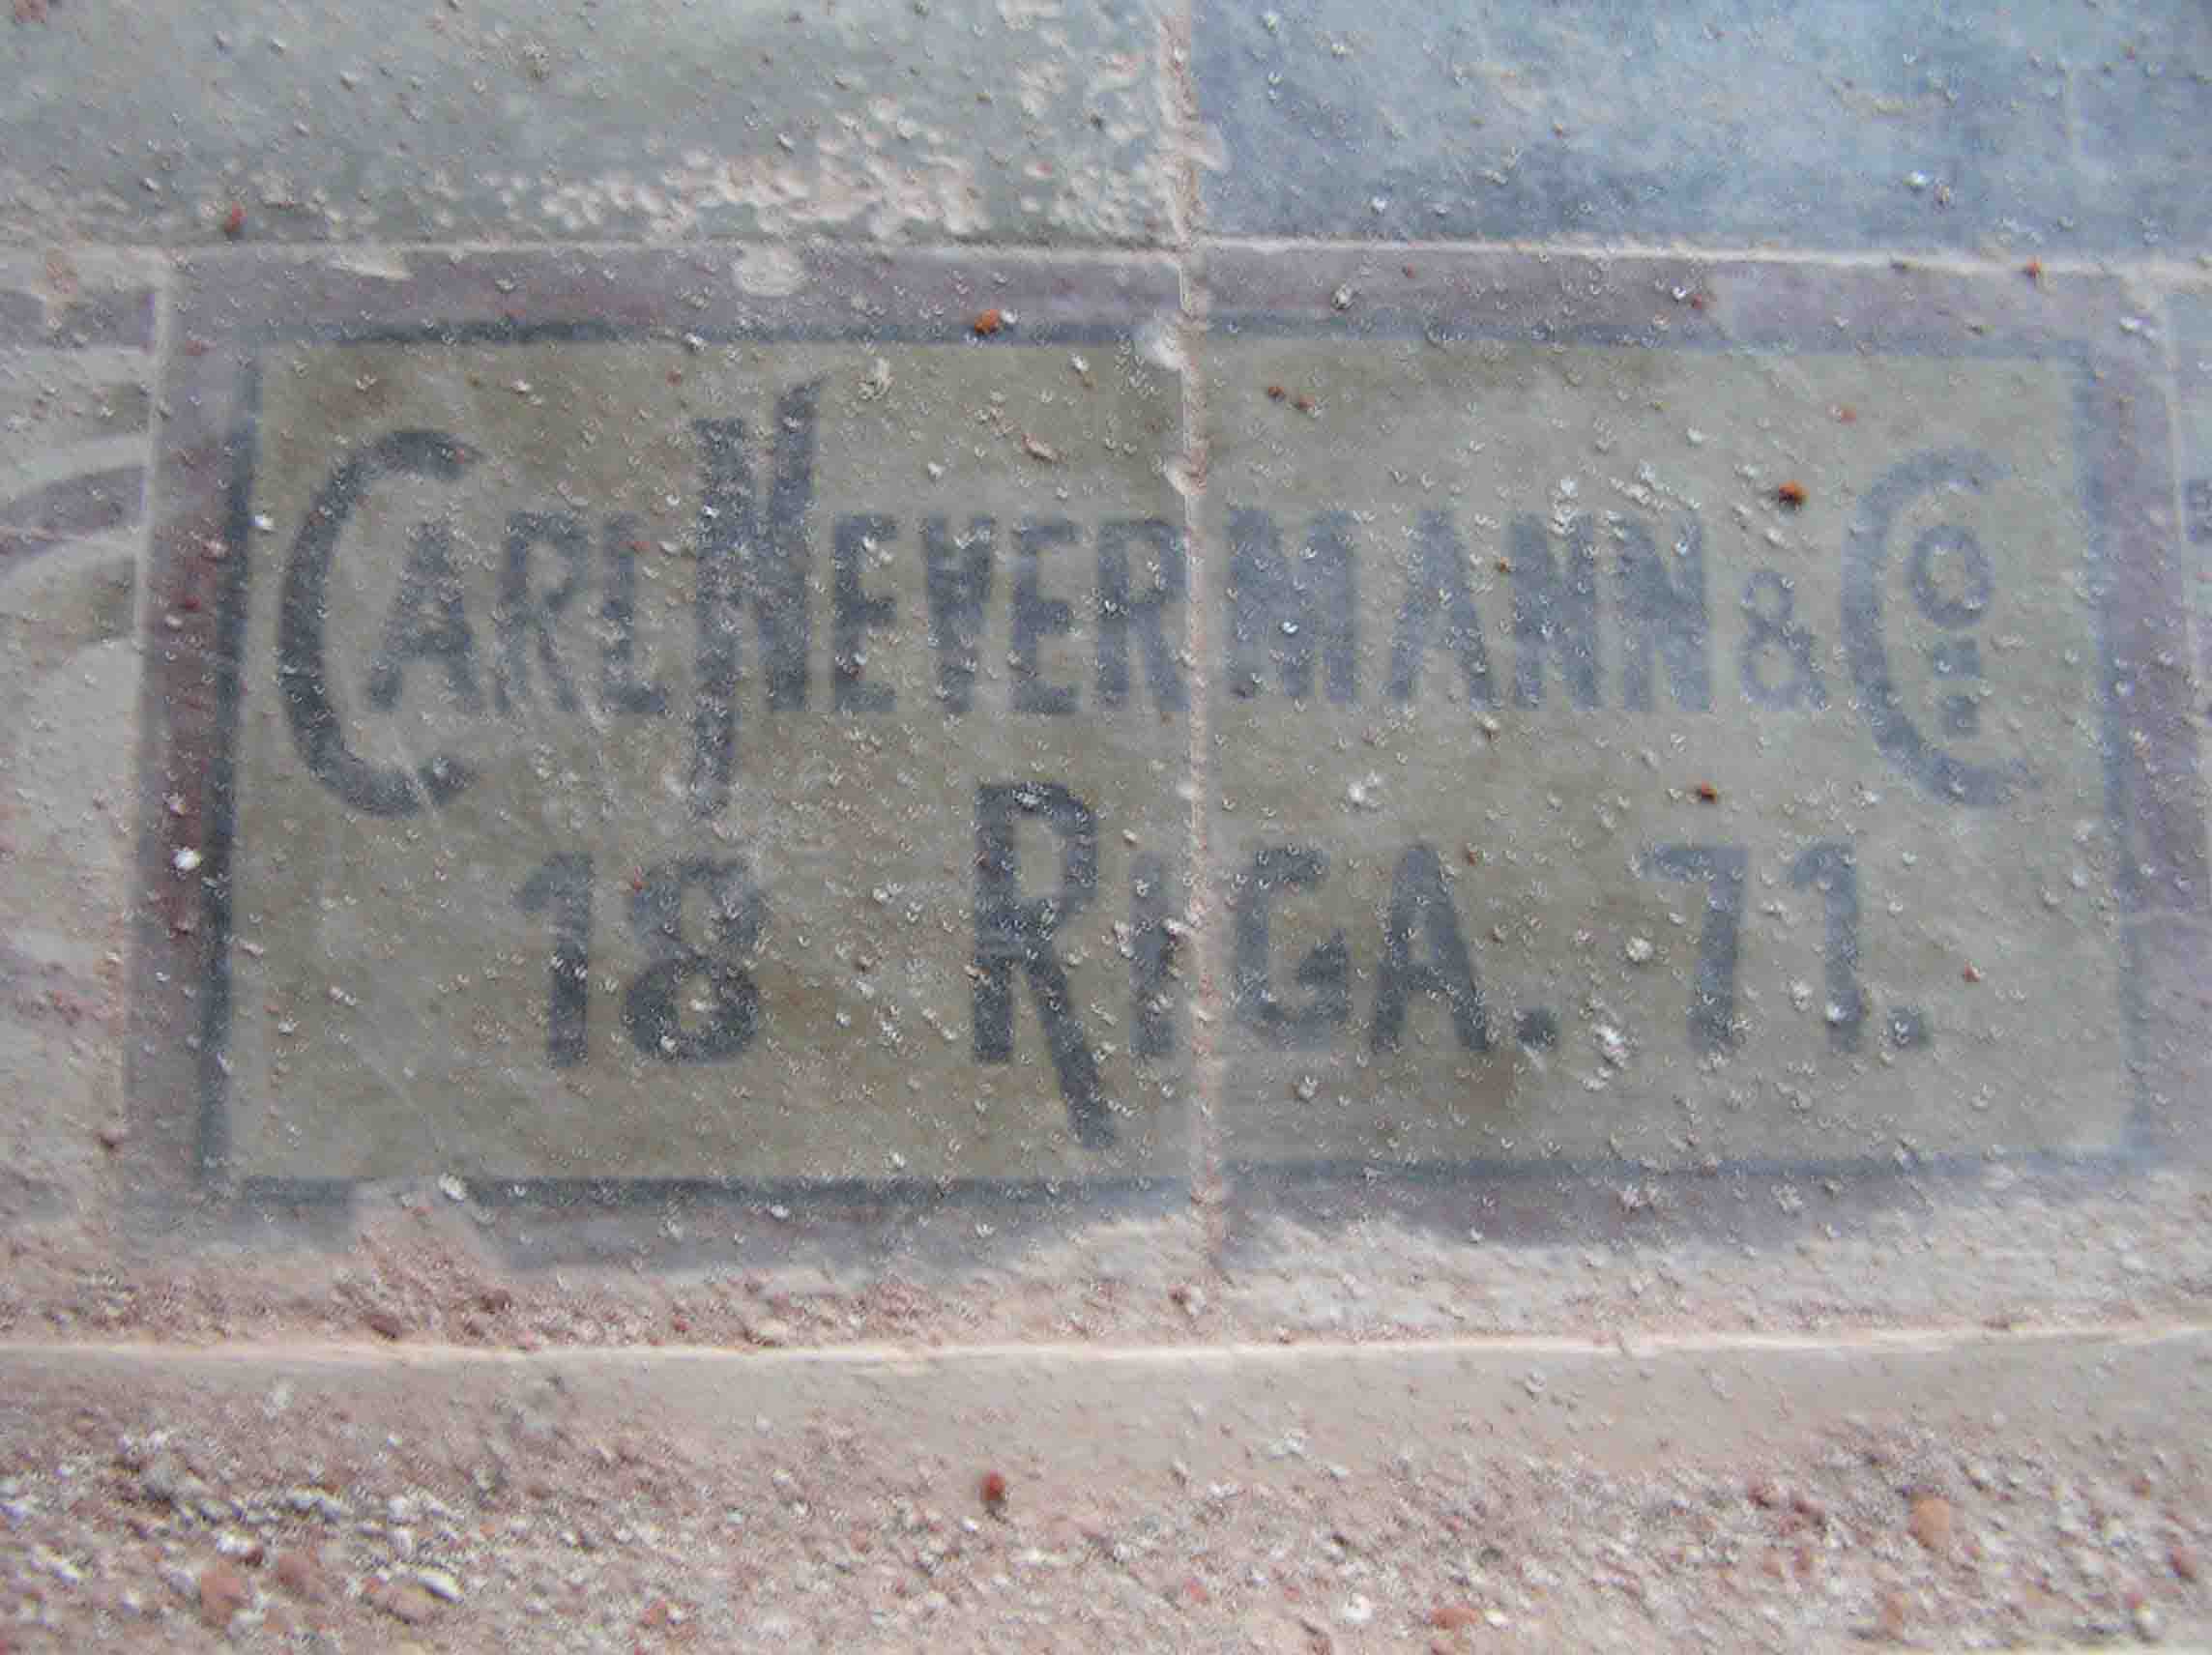 CARL NEVERMANN & Co
18 RIGA. 71.